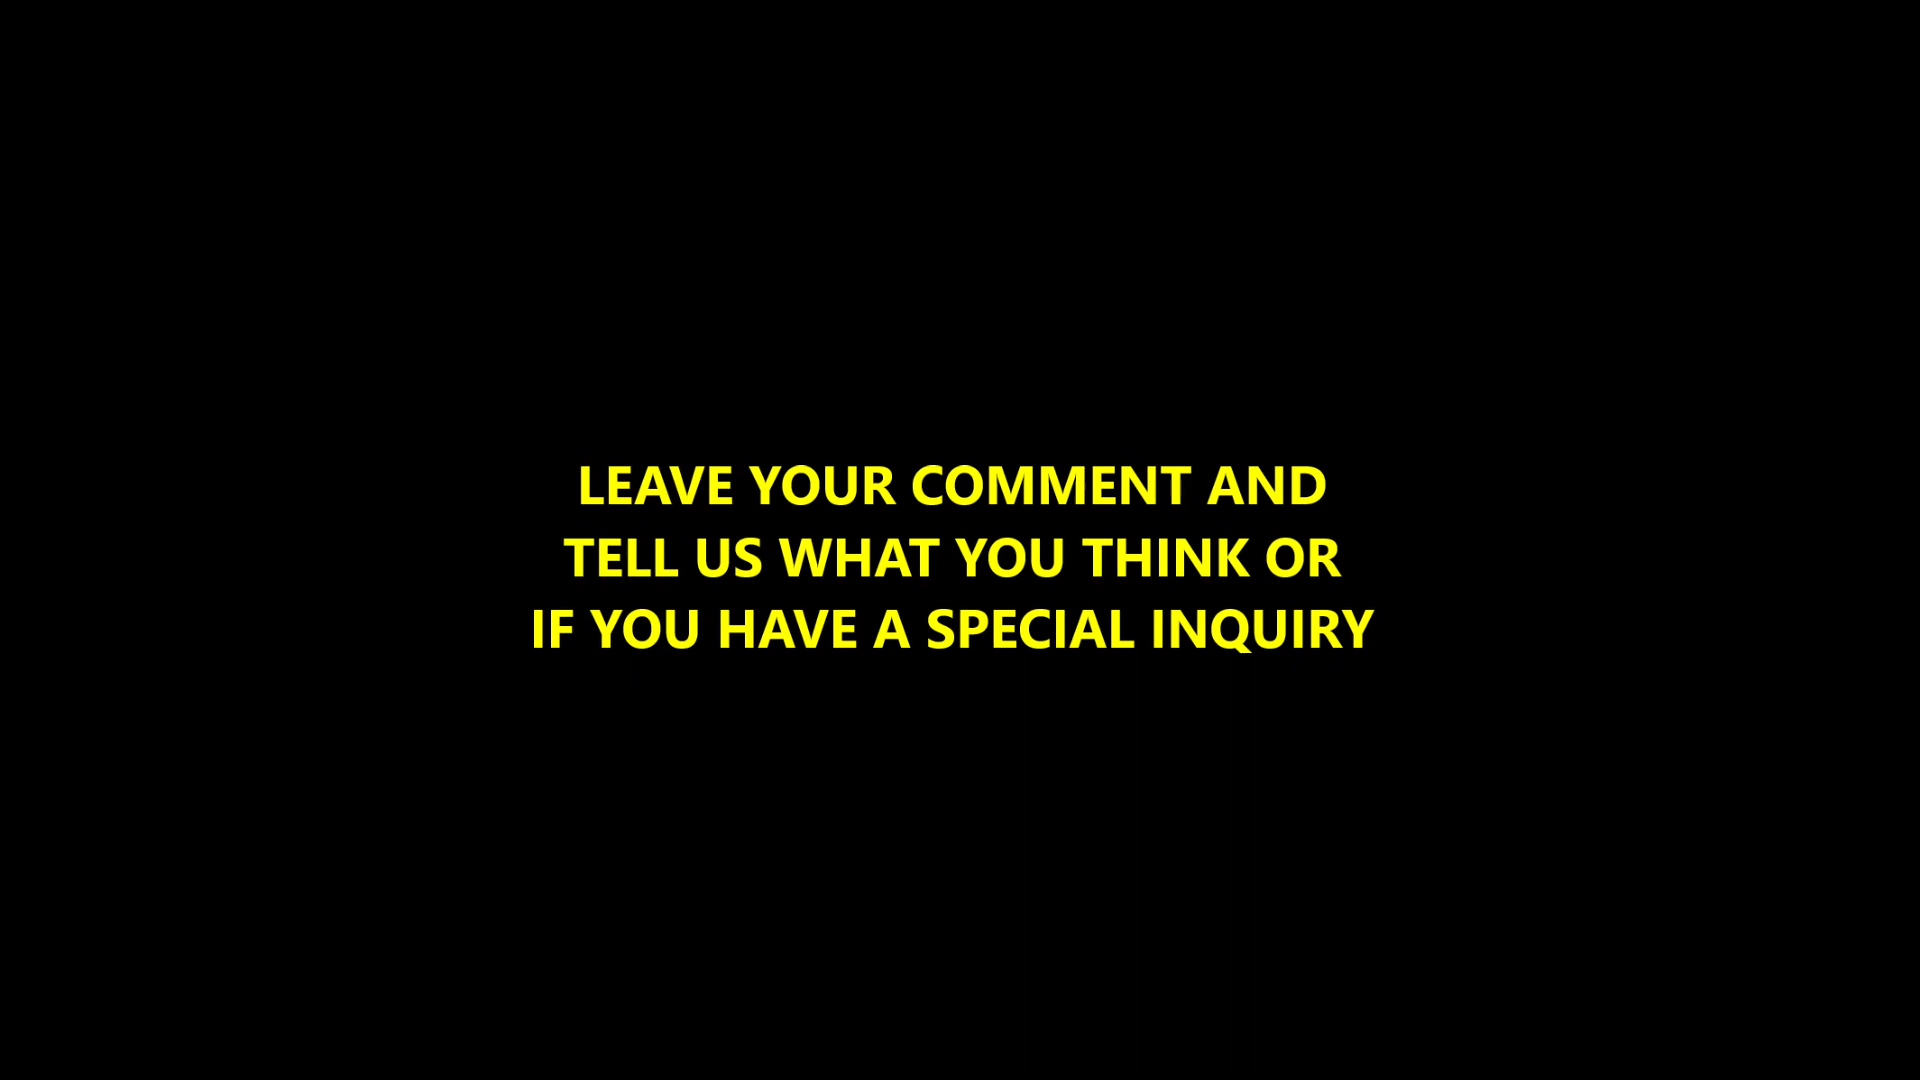 LEAVE YOUR COMMENT AND
TELL US WHAT YOU THINK OR
IF YOU HAVE A SPECIAL INQUIRY